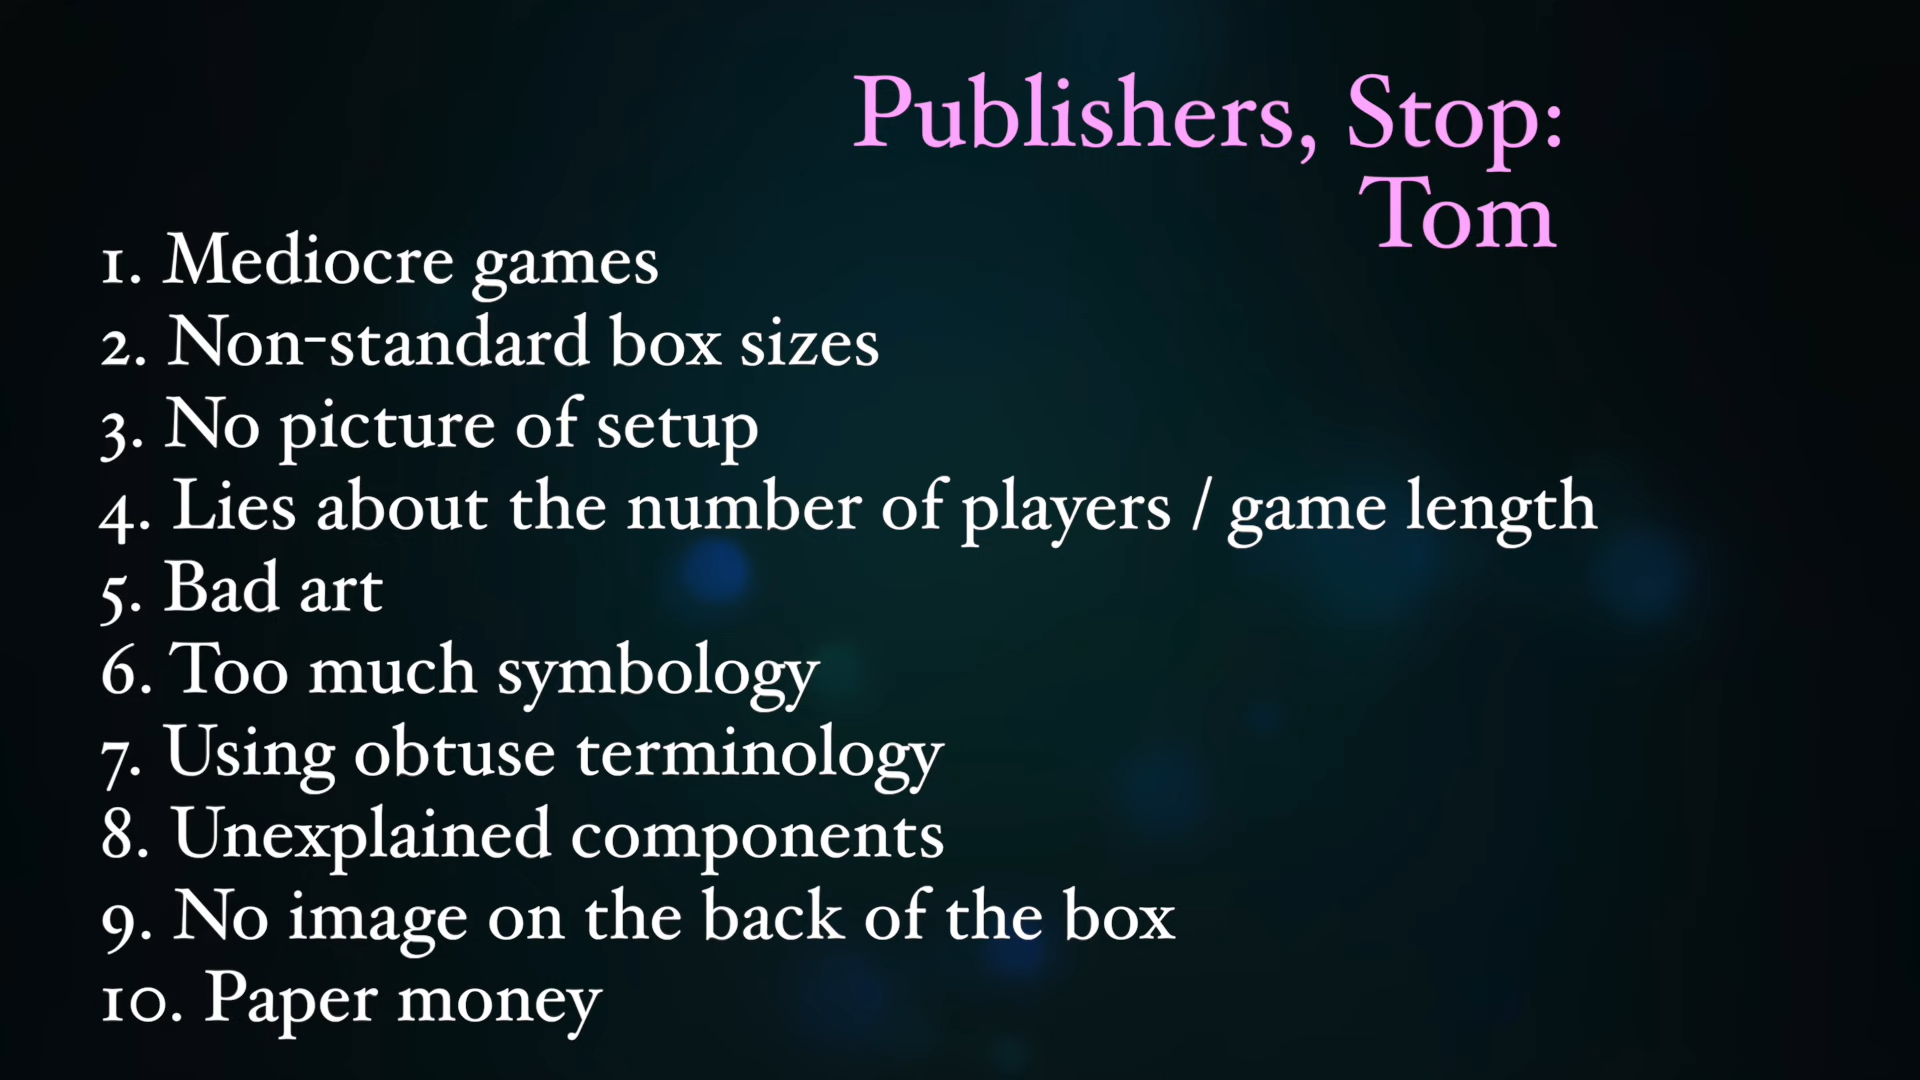 Publishers, Stop:
Tom
1. Mediocre games
2. Non-standard box sizes
3. No picture of setup
4. Lies about the number of players / game length
5. Bad art
6. Too much symbology
7. Using obtuse terminology
8. Unexplained components
9. No image on the back of the box
10. Paper money